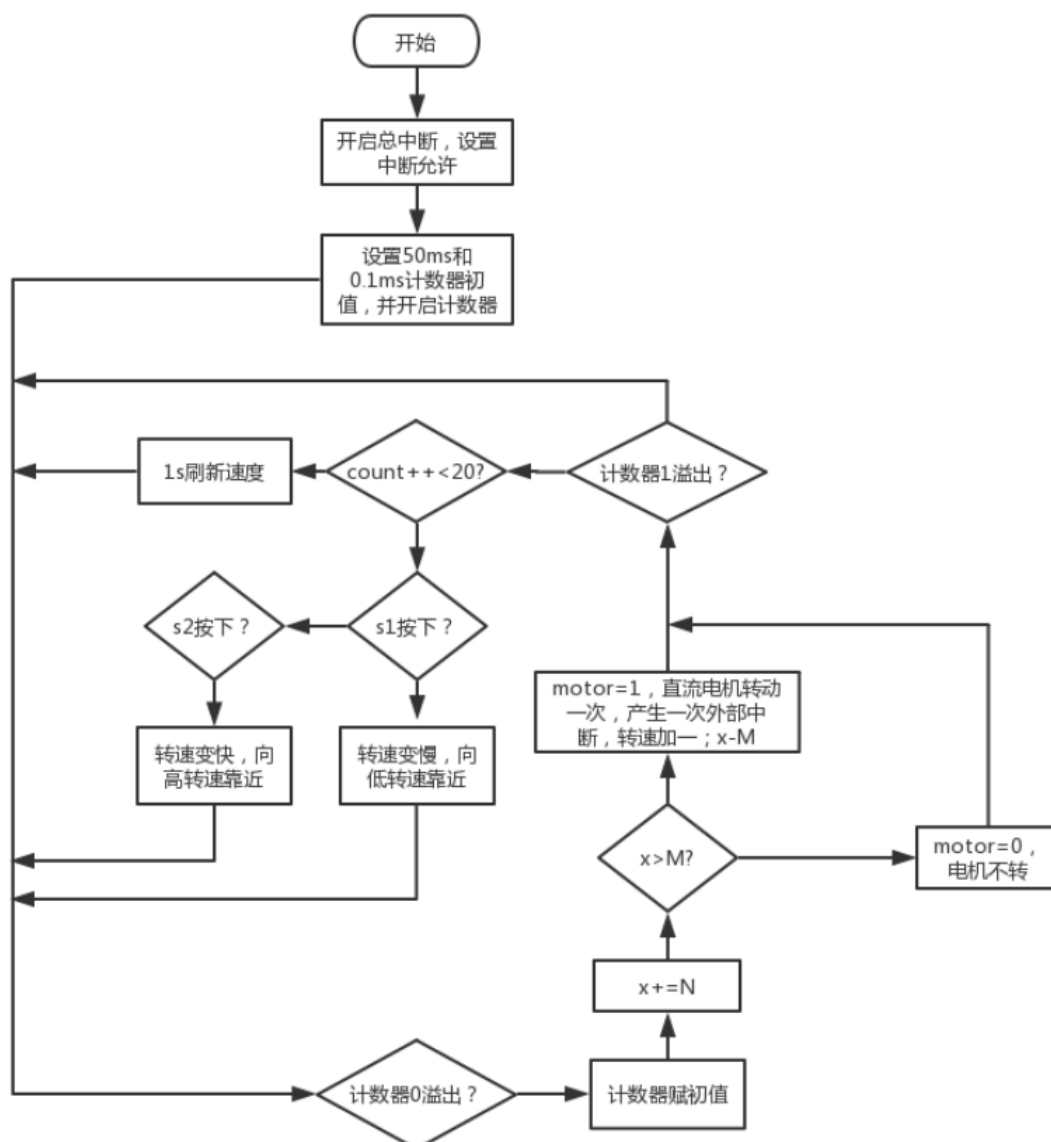 开始
开启总中断，设置
中断允许
设置50ms和
0.1ms计数器初
值，并开启计数器
1s刷新速度
count++<20?
计数器1溢出？
s2按下？
s1按下？
motor=1，直流电机转动
一次，产生一次外部中
断，转速加一；x-M
转速变快，向
高转速靠近
转速变慢，向
低转速靠近
x>M?
motor=0，
电机不转
x+=N
计数器0溢出？
计数器赋初值